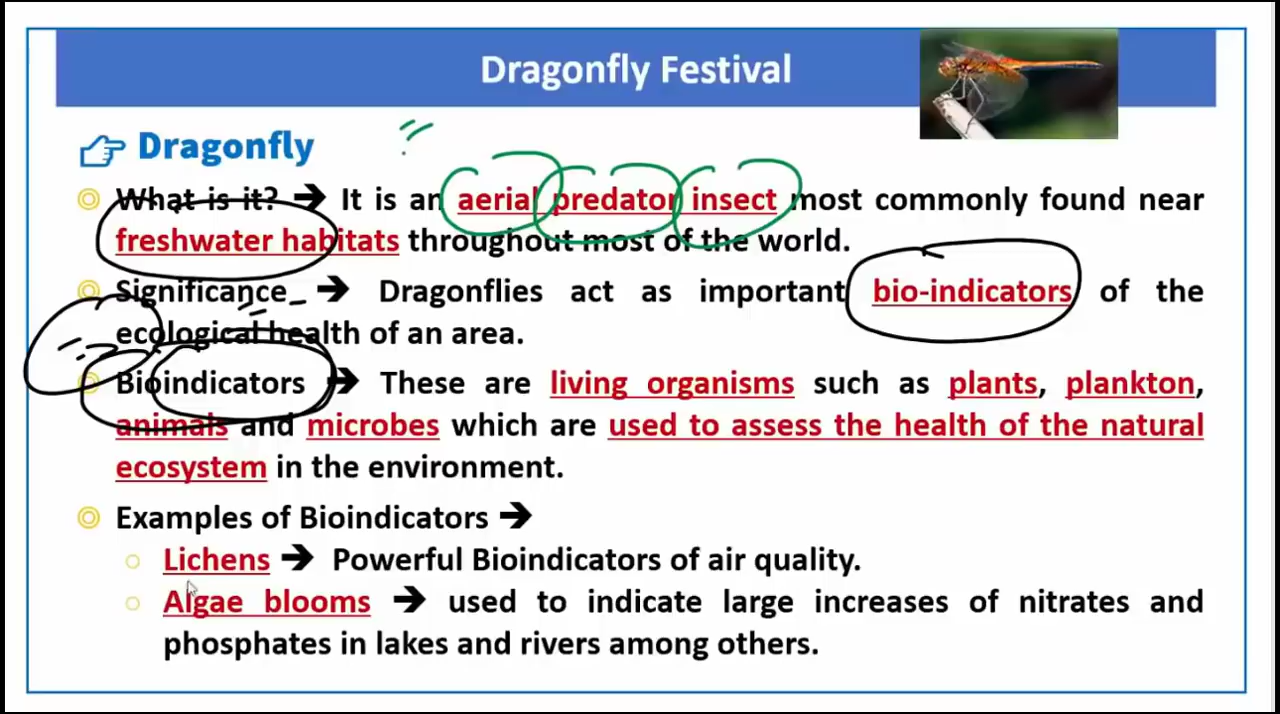 Dragonfly Festival
Dragonfly
What is it? ➔ It is an aerial predator insect most commonly found near
freshwater habitats throughout most of the world.
Significance ➔ Dragonflies act as important bio-indicators of the
ecological health of an area.
Bioindicators ➔ These are living organisms such as plants, plankton,
animals and microbes which are used to assess the health of the natural
ecosystem in the environment.
Examples of Bioindicators ➔
Lichens ➔ Powerful Bioindicators of air quality.
Algae blooms ➔ used to indicate large increases of nitrates and
phosphates in lakes and rivers among others.